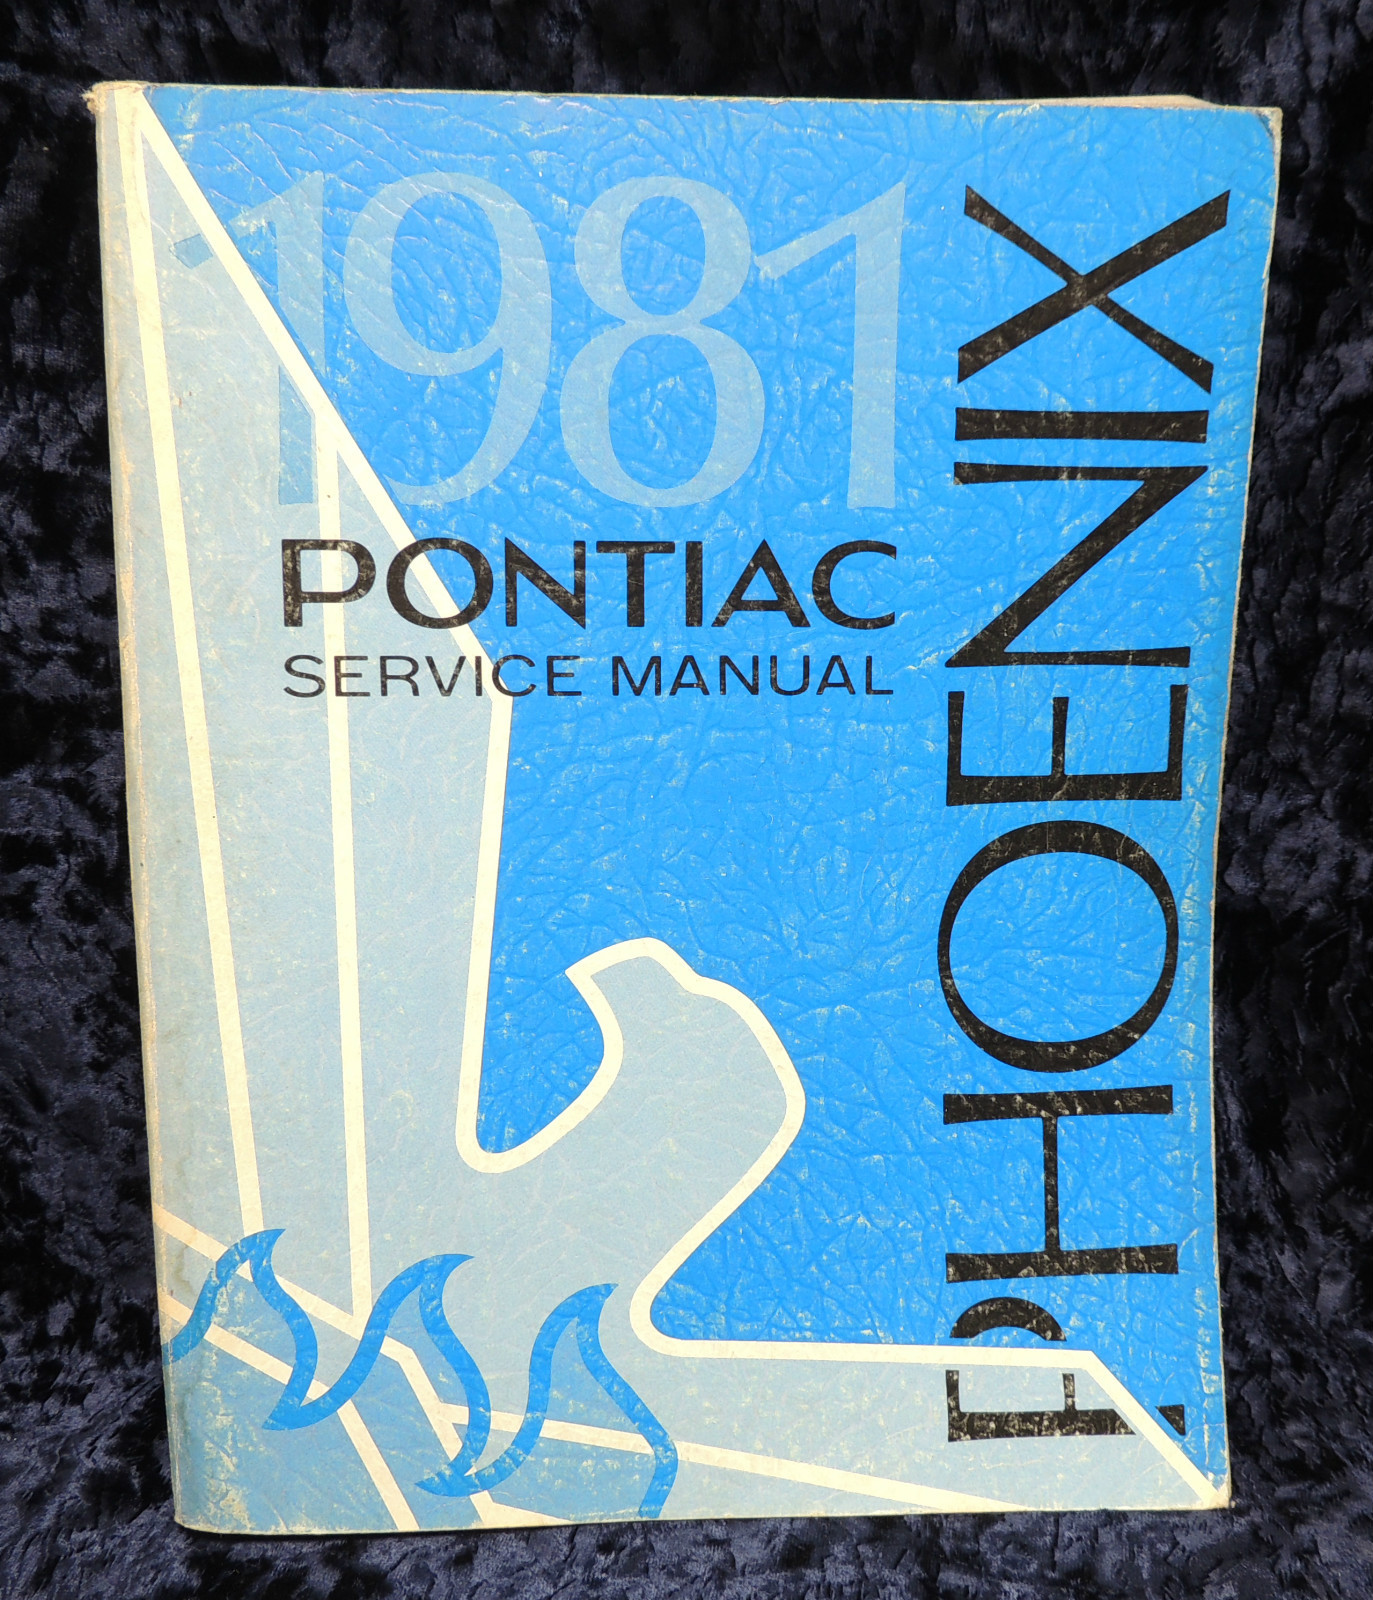 1981
PONTIAC
SERVICE MANUAL
PHOENIX